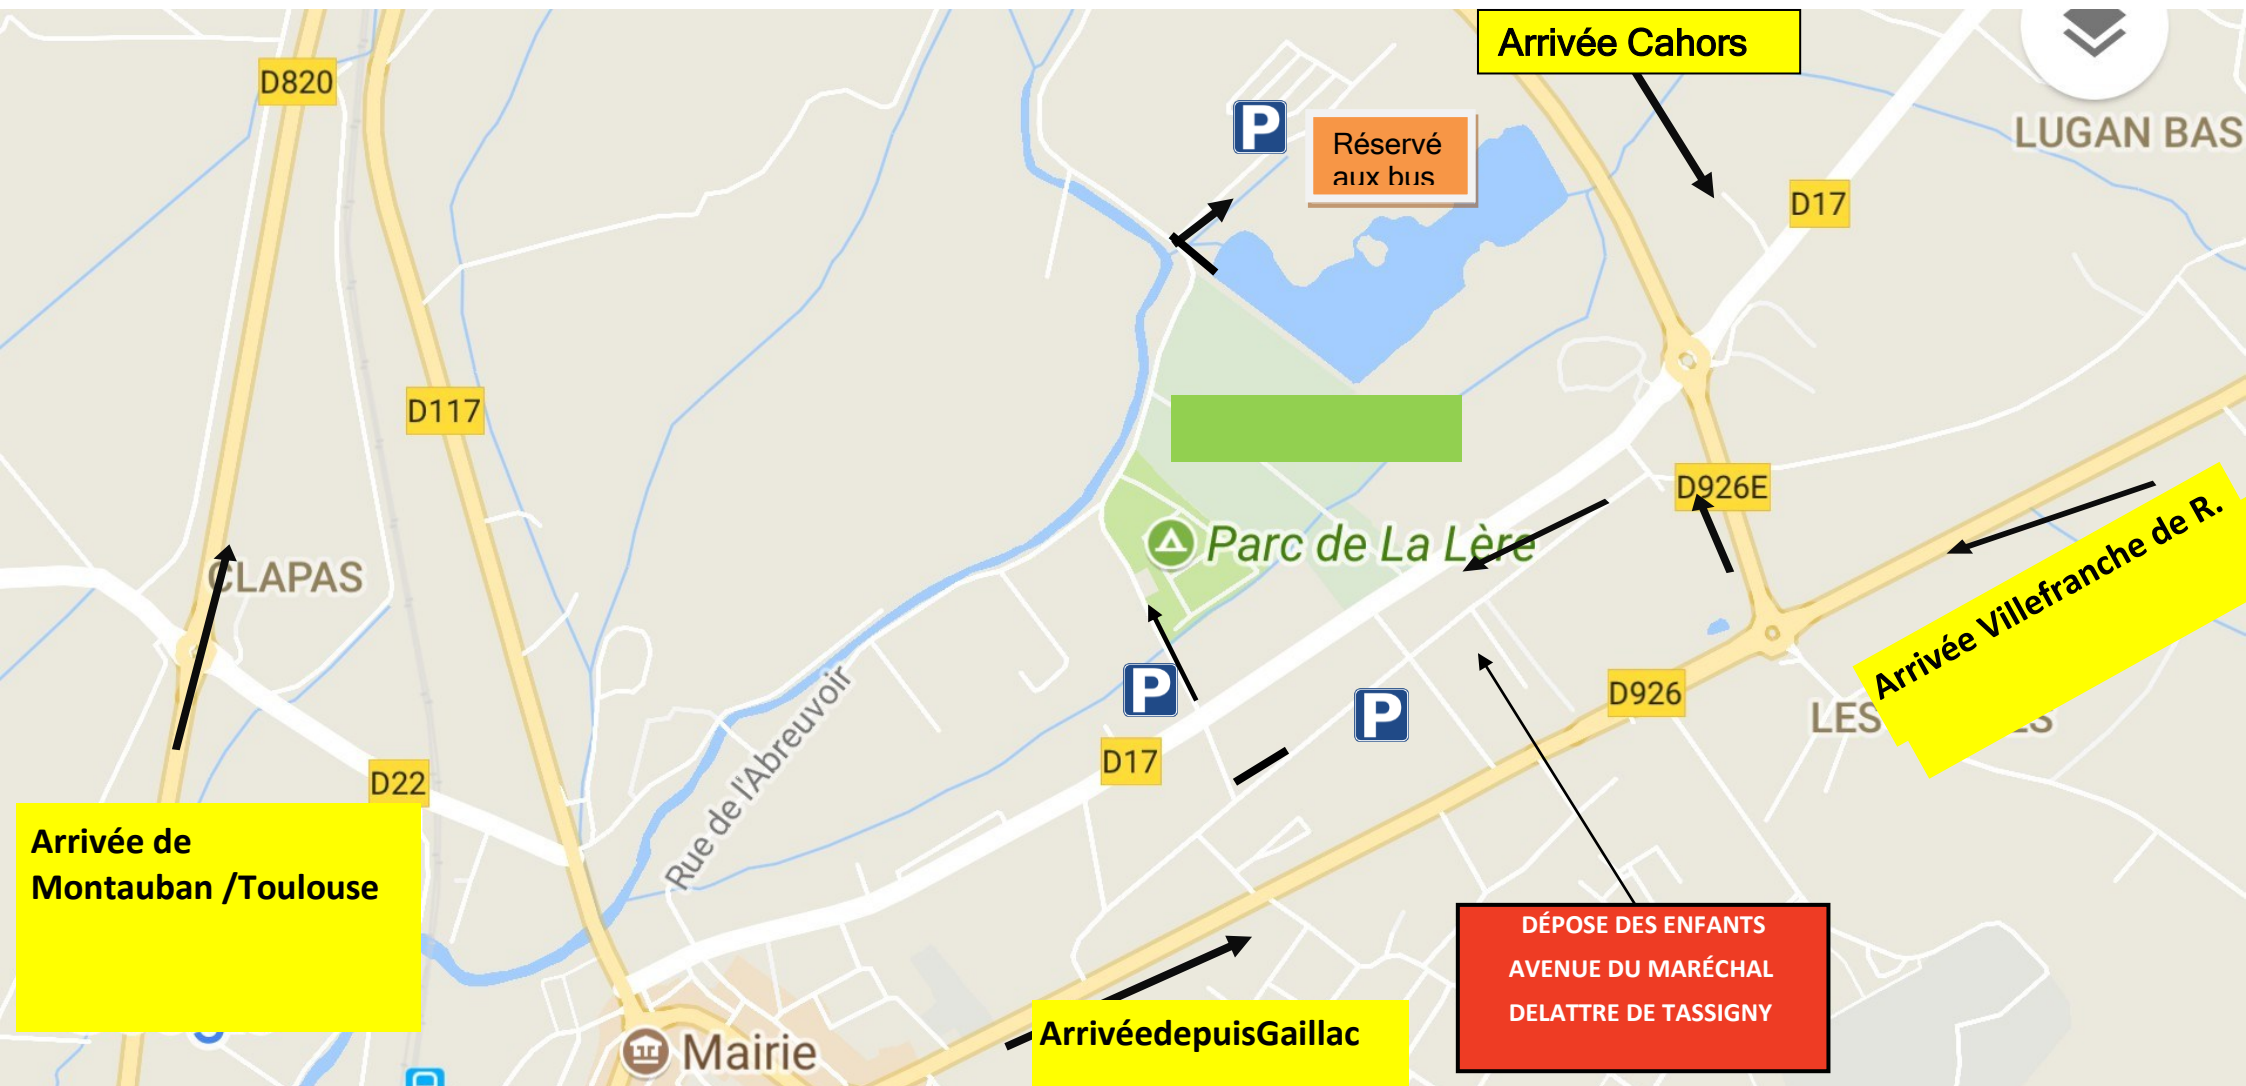 Arrivée Cahors
D820
Réservé
aux bus
LUGAN BAS
D17
D117
D926E
Parc de La Lère
Arrivée Villefranche de R.
CLAPAS
D926
LES
D17
D22
Rue de l'Abreuvoir
Arrivée de
Montauban /Toulouse
DÉPOSE DES ENFANTS
AVENUE DU MARÉCHAL
DELATTRE DE TASSIGNY
ArrivéedepuisGaillac
Mairie
P
P
P